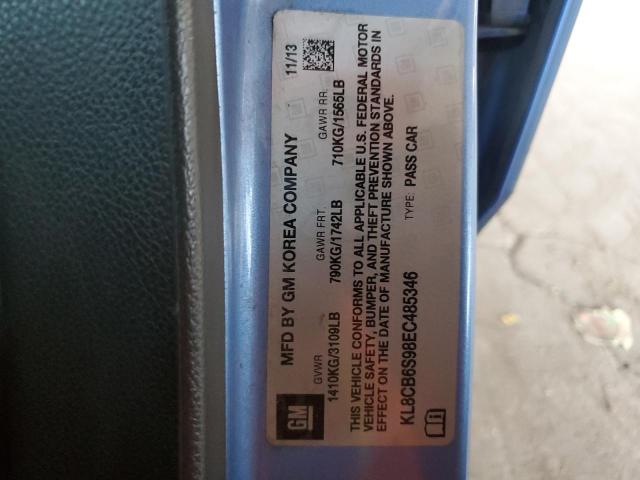 MFD BY GM KOREA COMPANY 11/13
GVWR GAWR FRT GAWR RR
1410KG/3109LB 790KG/1742LB 710KG/1565LB
THIS VEHICLE CONFORMS TO ALL APPLICABLE U.S. FEDERAL MOTOR
VEHICLE SAFETY, BUMPER, AND THEFT PREVENTION STANDARDS IN
EFFECT ON THE DATE OF MANUFACTURE SHOWN ABOVE.
KL8CB6S98EC485346 TYPE: PASS CAR
GM